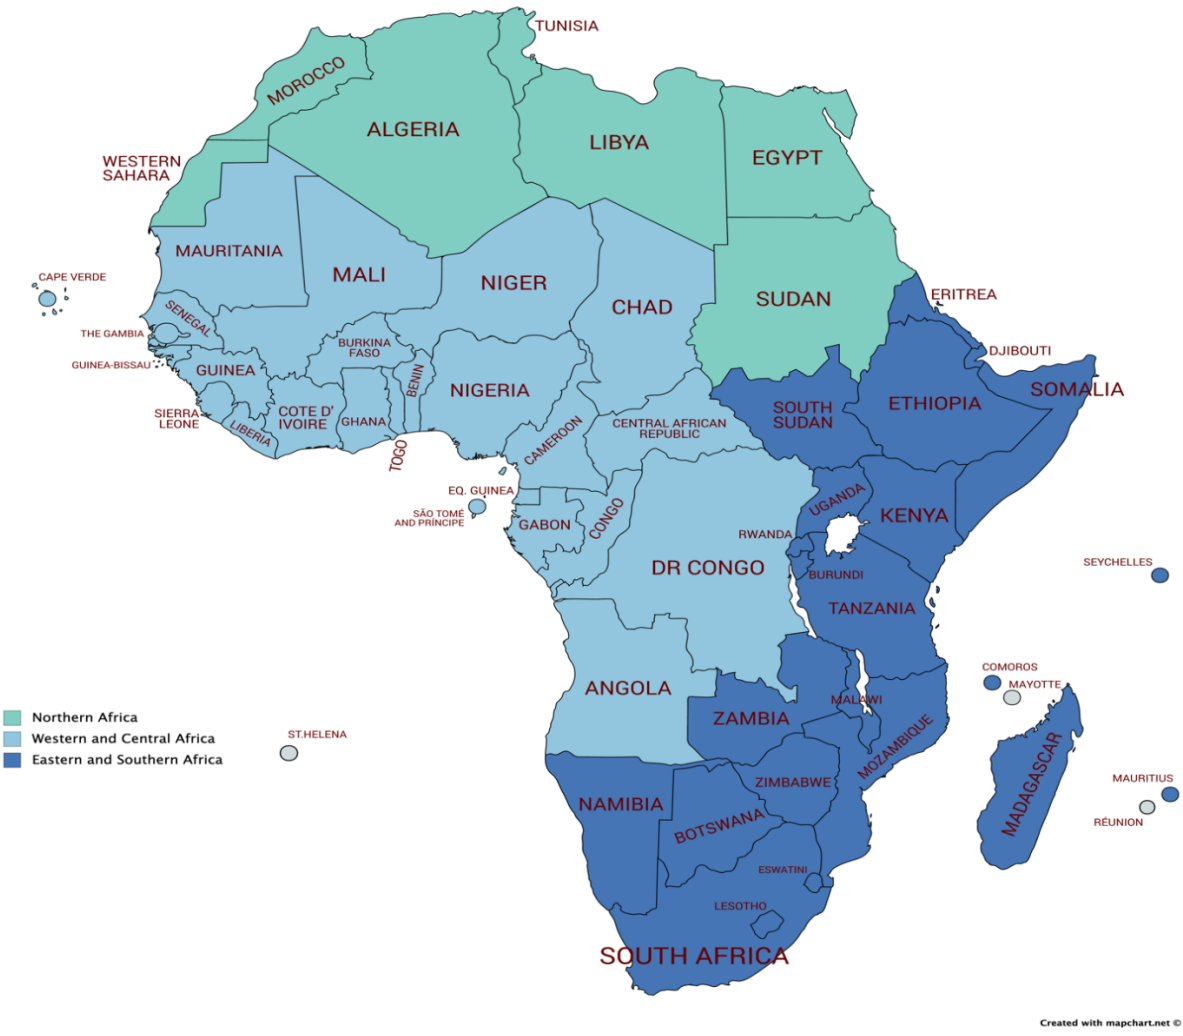 TUNISIA
MOROCCO
ALGERIA
LIBYA
EGYPT
WESTERN
SAHARA
MAURITANIA
MALI
NIGER
CHAD
SUDAN
ERITREA
CAPE VERDE
SENEGAL
THE GAMBIA
GUINEA-BISSAU
GUINEA
BURKINA
FASO
BENIN
NIGERIA
DJIBOUTI
SOMALIA
ETHIOPIA
SOUTH
SUDAN
SIERRA
LEONE
LIBERIA
COTE D'
IVOIRE
GHANA
TOGO
CAMEROON
CENTRAL AFRICAN
REPUBLIC
EQ. GUINEA
SÃO TOMÉ
AND PRÍNCIPE
GABON
CONGO
UGANDA
KENYA
RWANDA
DR CONGO
BURUNDI
TANZANIA
SEYCHELLES
COMOROS
MAYOTTE
ANGOLA
ZAMBIA
MALAWI
MOZAMBIQUE
MADAGASCAR
MAURITIUS
RÉUNION
Northern Africa
Western and Central Africa
Eastern and Southern Africa
ST.HELENA
NAMIBIA
ZIMBABWE
BOTSWANA
ESWATINI
LESOTHO
SOUTH AFRICA
Created with mapchart.net ©